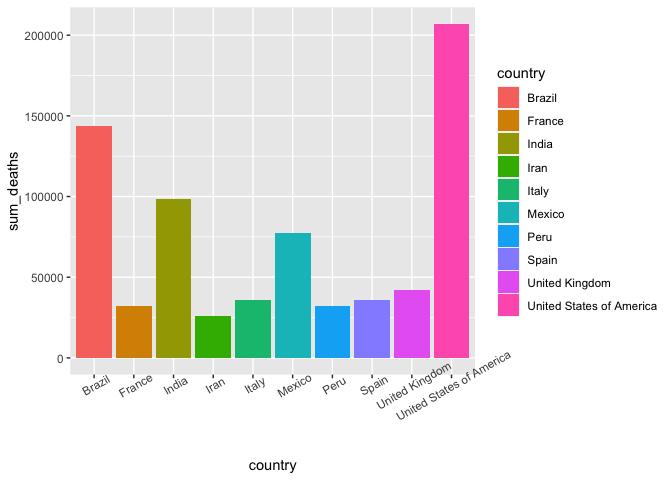 sum_deaths
200000
150000
100000
50000
0
Brazil
France
India
Iran
Italy
Mexico
Peru
Spain
United Kingdom
United States of America
country
country
Brazil
France
India
Iran
Italy
Mexico
Peru
Spain
United Kingdom
United States of America